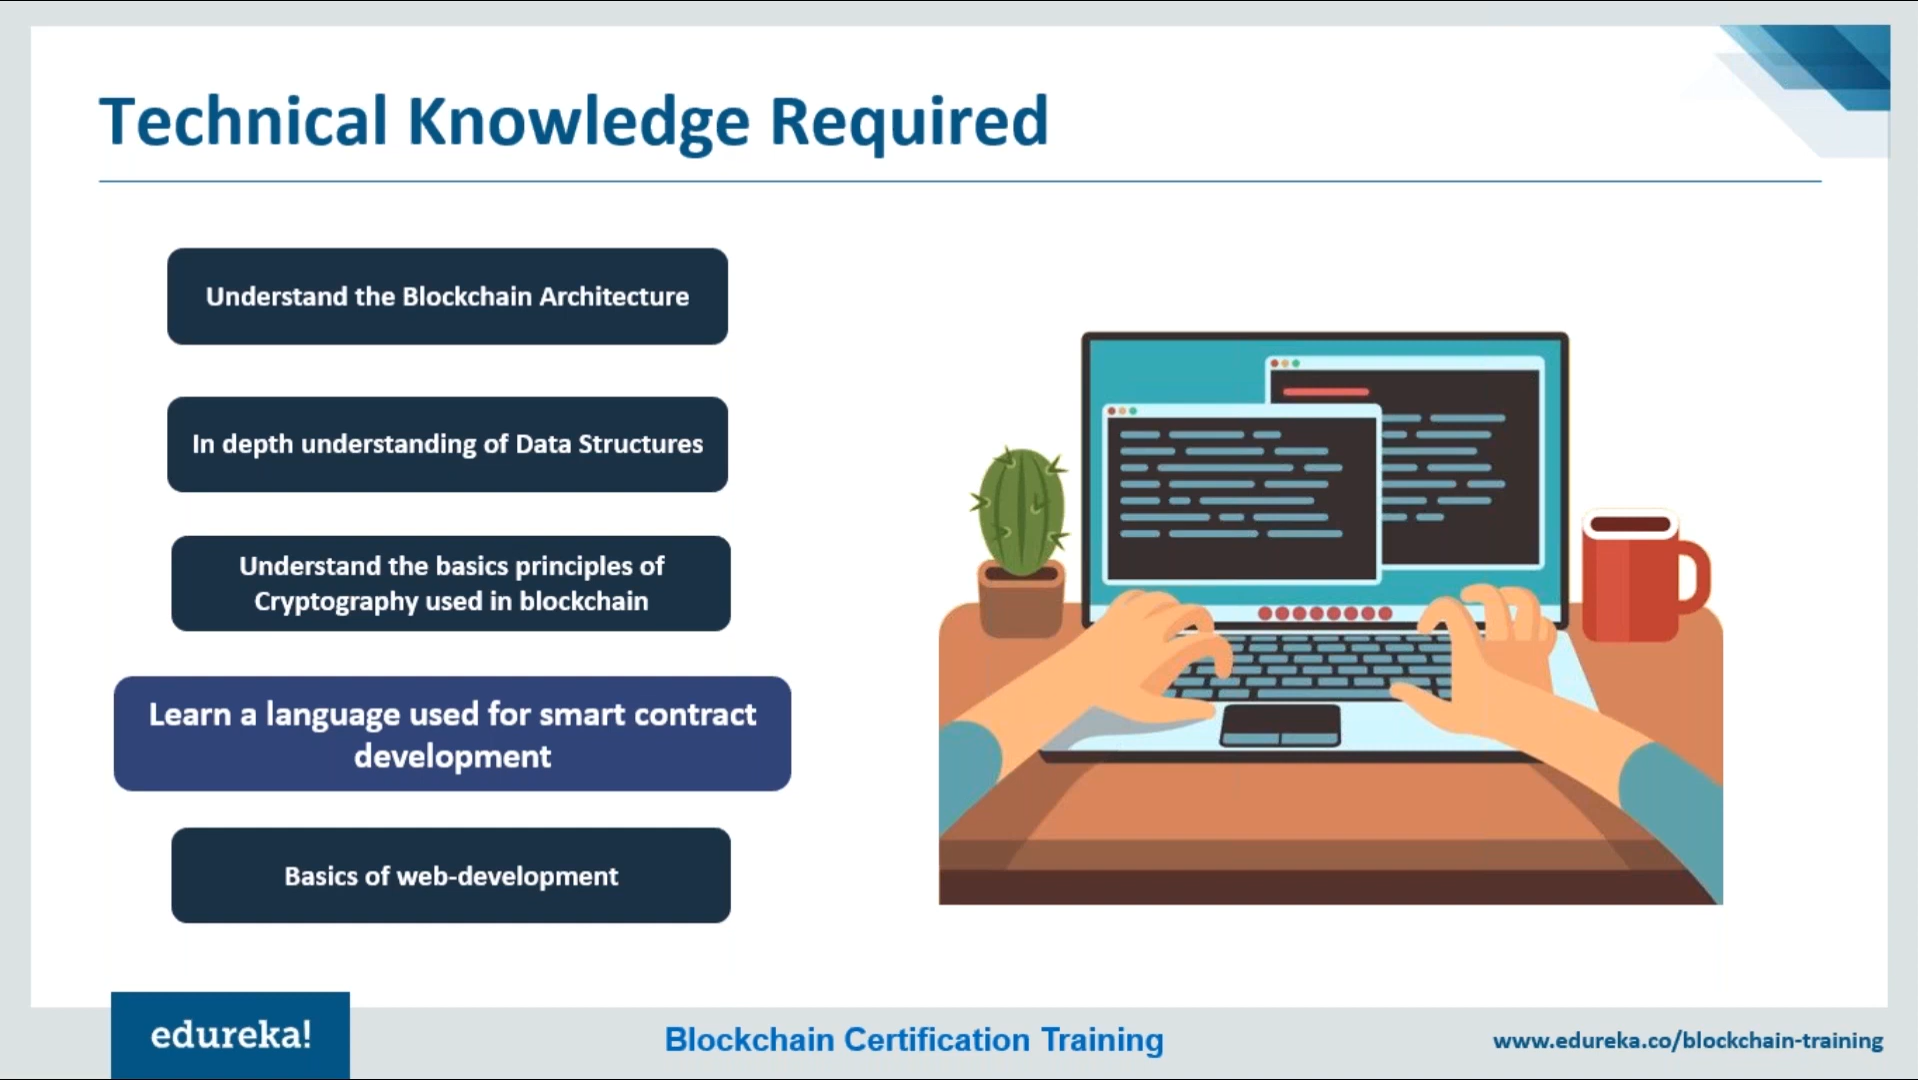 Technical Knowledge Required
Understand the Blockchain Architecture
In depth understanding of Data Structures
Understand the basics principles of
Cryptography used in blockchain
Learn a language used for smart contract
development
Basics of web-development
edureka!
Blockchain Certification Training
www.edureka.co/blockchain-training